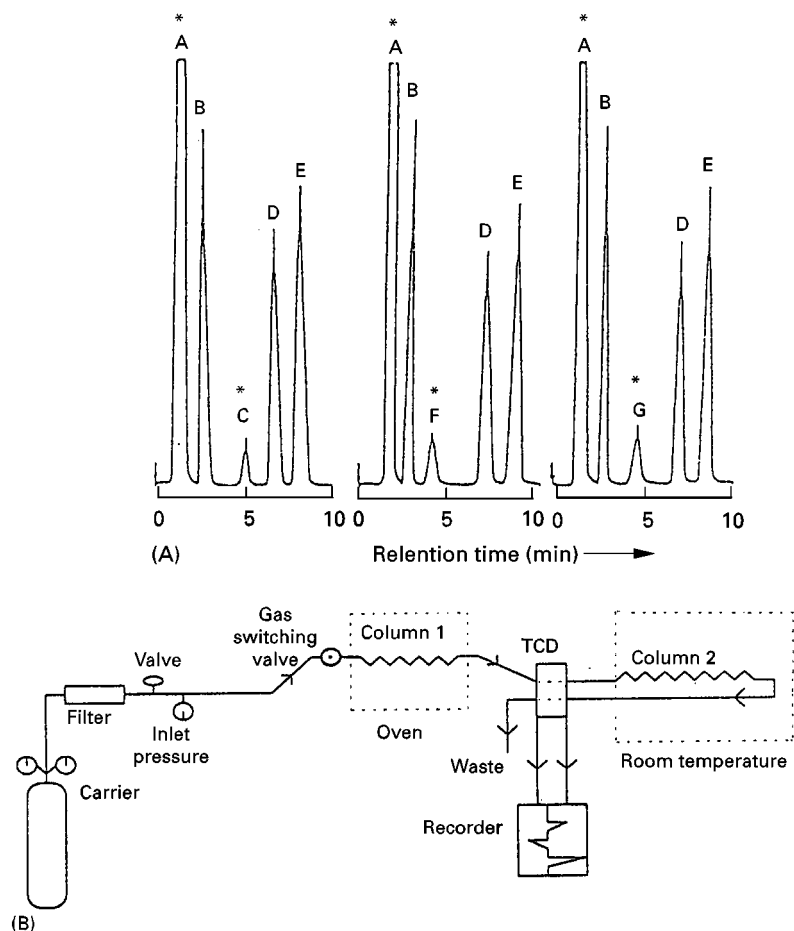 * * *
A A A
B B B
E E E
D D D
* * *
C F G
0 5 10 0 5 10 0 5 10
(A) Relention time (min)
Gas
switching
valve
Column 1
TCD
Column 2
Valve
Filter
Inlet
pressure
Oven
Waste
Room temperature
Carrier
Recorder
(B)